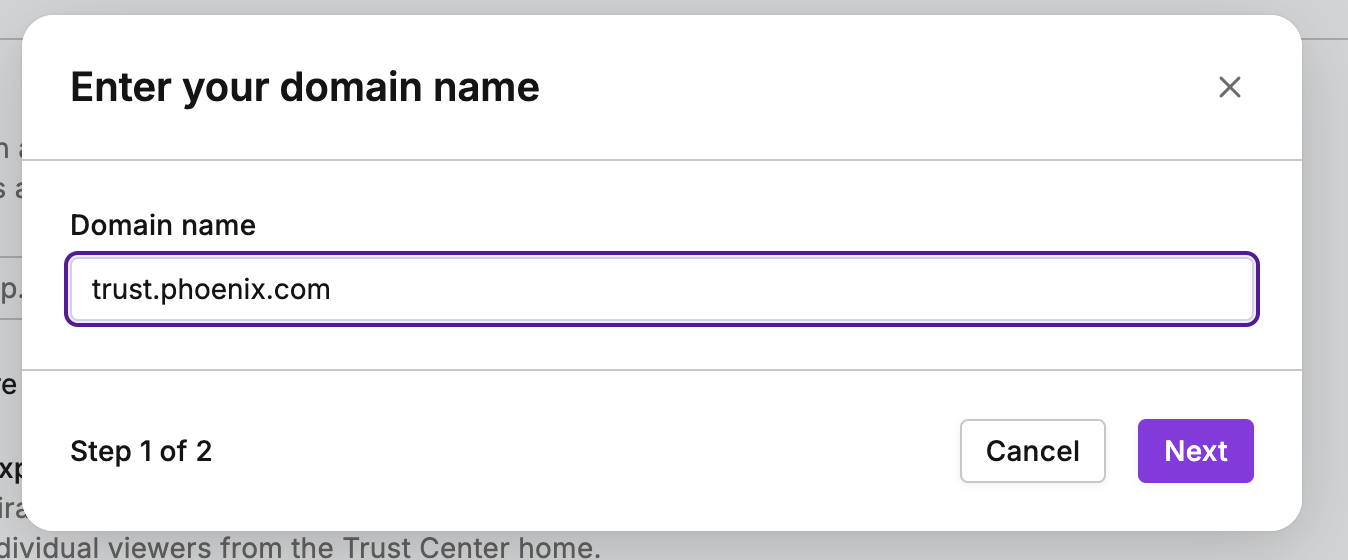 Enter your domain name
Domain name
trust.phoenix.com
Step 1 of 2
Cancel
Next
viewers from the Trust Center home.